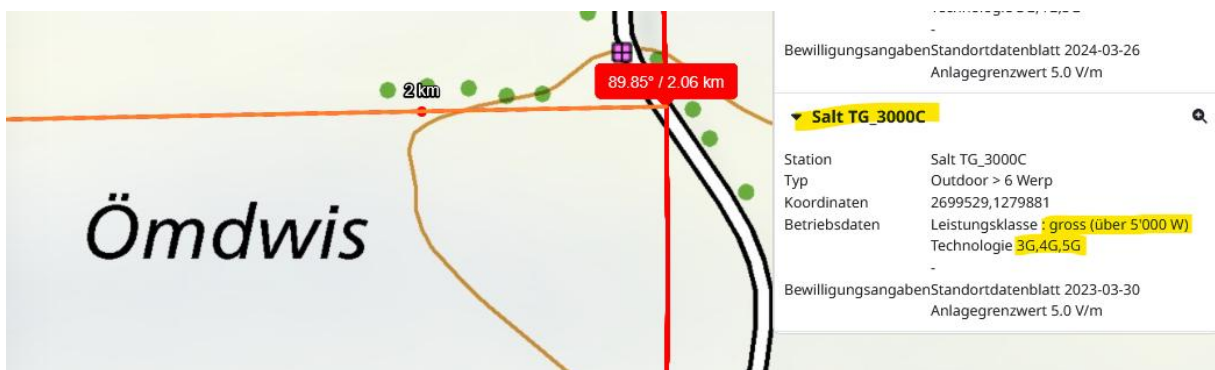 2 km
89.85° / 2.06 km
Ömdwis
-
Bewilligungsangaben Standortdatenblatt 2024-03-26
Anlagegrenzwert 5.0 V/m
Salt TG_3000C
Station Salt TG_3000C
Typ Outdoor > 6 Werp
Koordinaten 2699529,1279881
Betriebsdaten Leistungsklasse : gross (über 5'000 W)
Technologie 3G,4G,5G
-
Bewilligungsangaben Standortdatenblatt 2023-03-30
Anlagegrenzwert 5.0 V/m